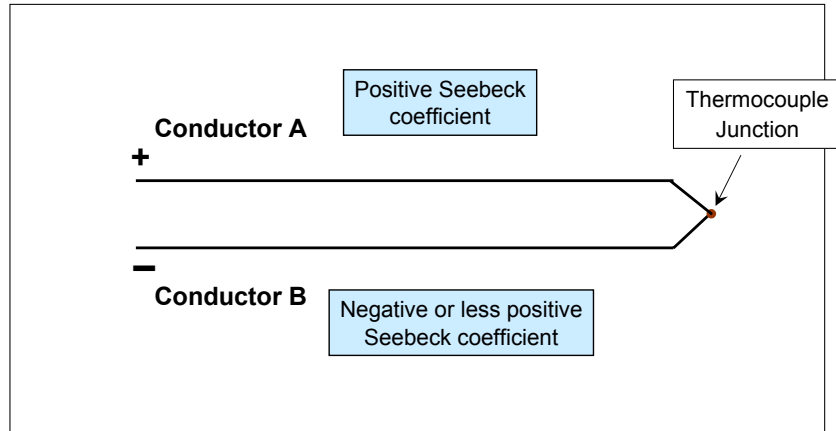 Positive Seebeck
coefficient
Thermocouple
Junction
Conductor A
+
−
Conductor B
Negative or less positive
Seebeck coefficient